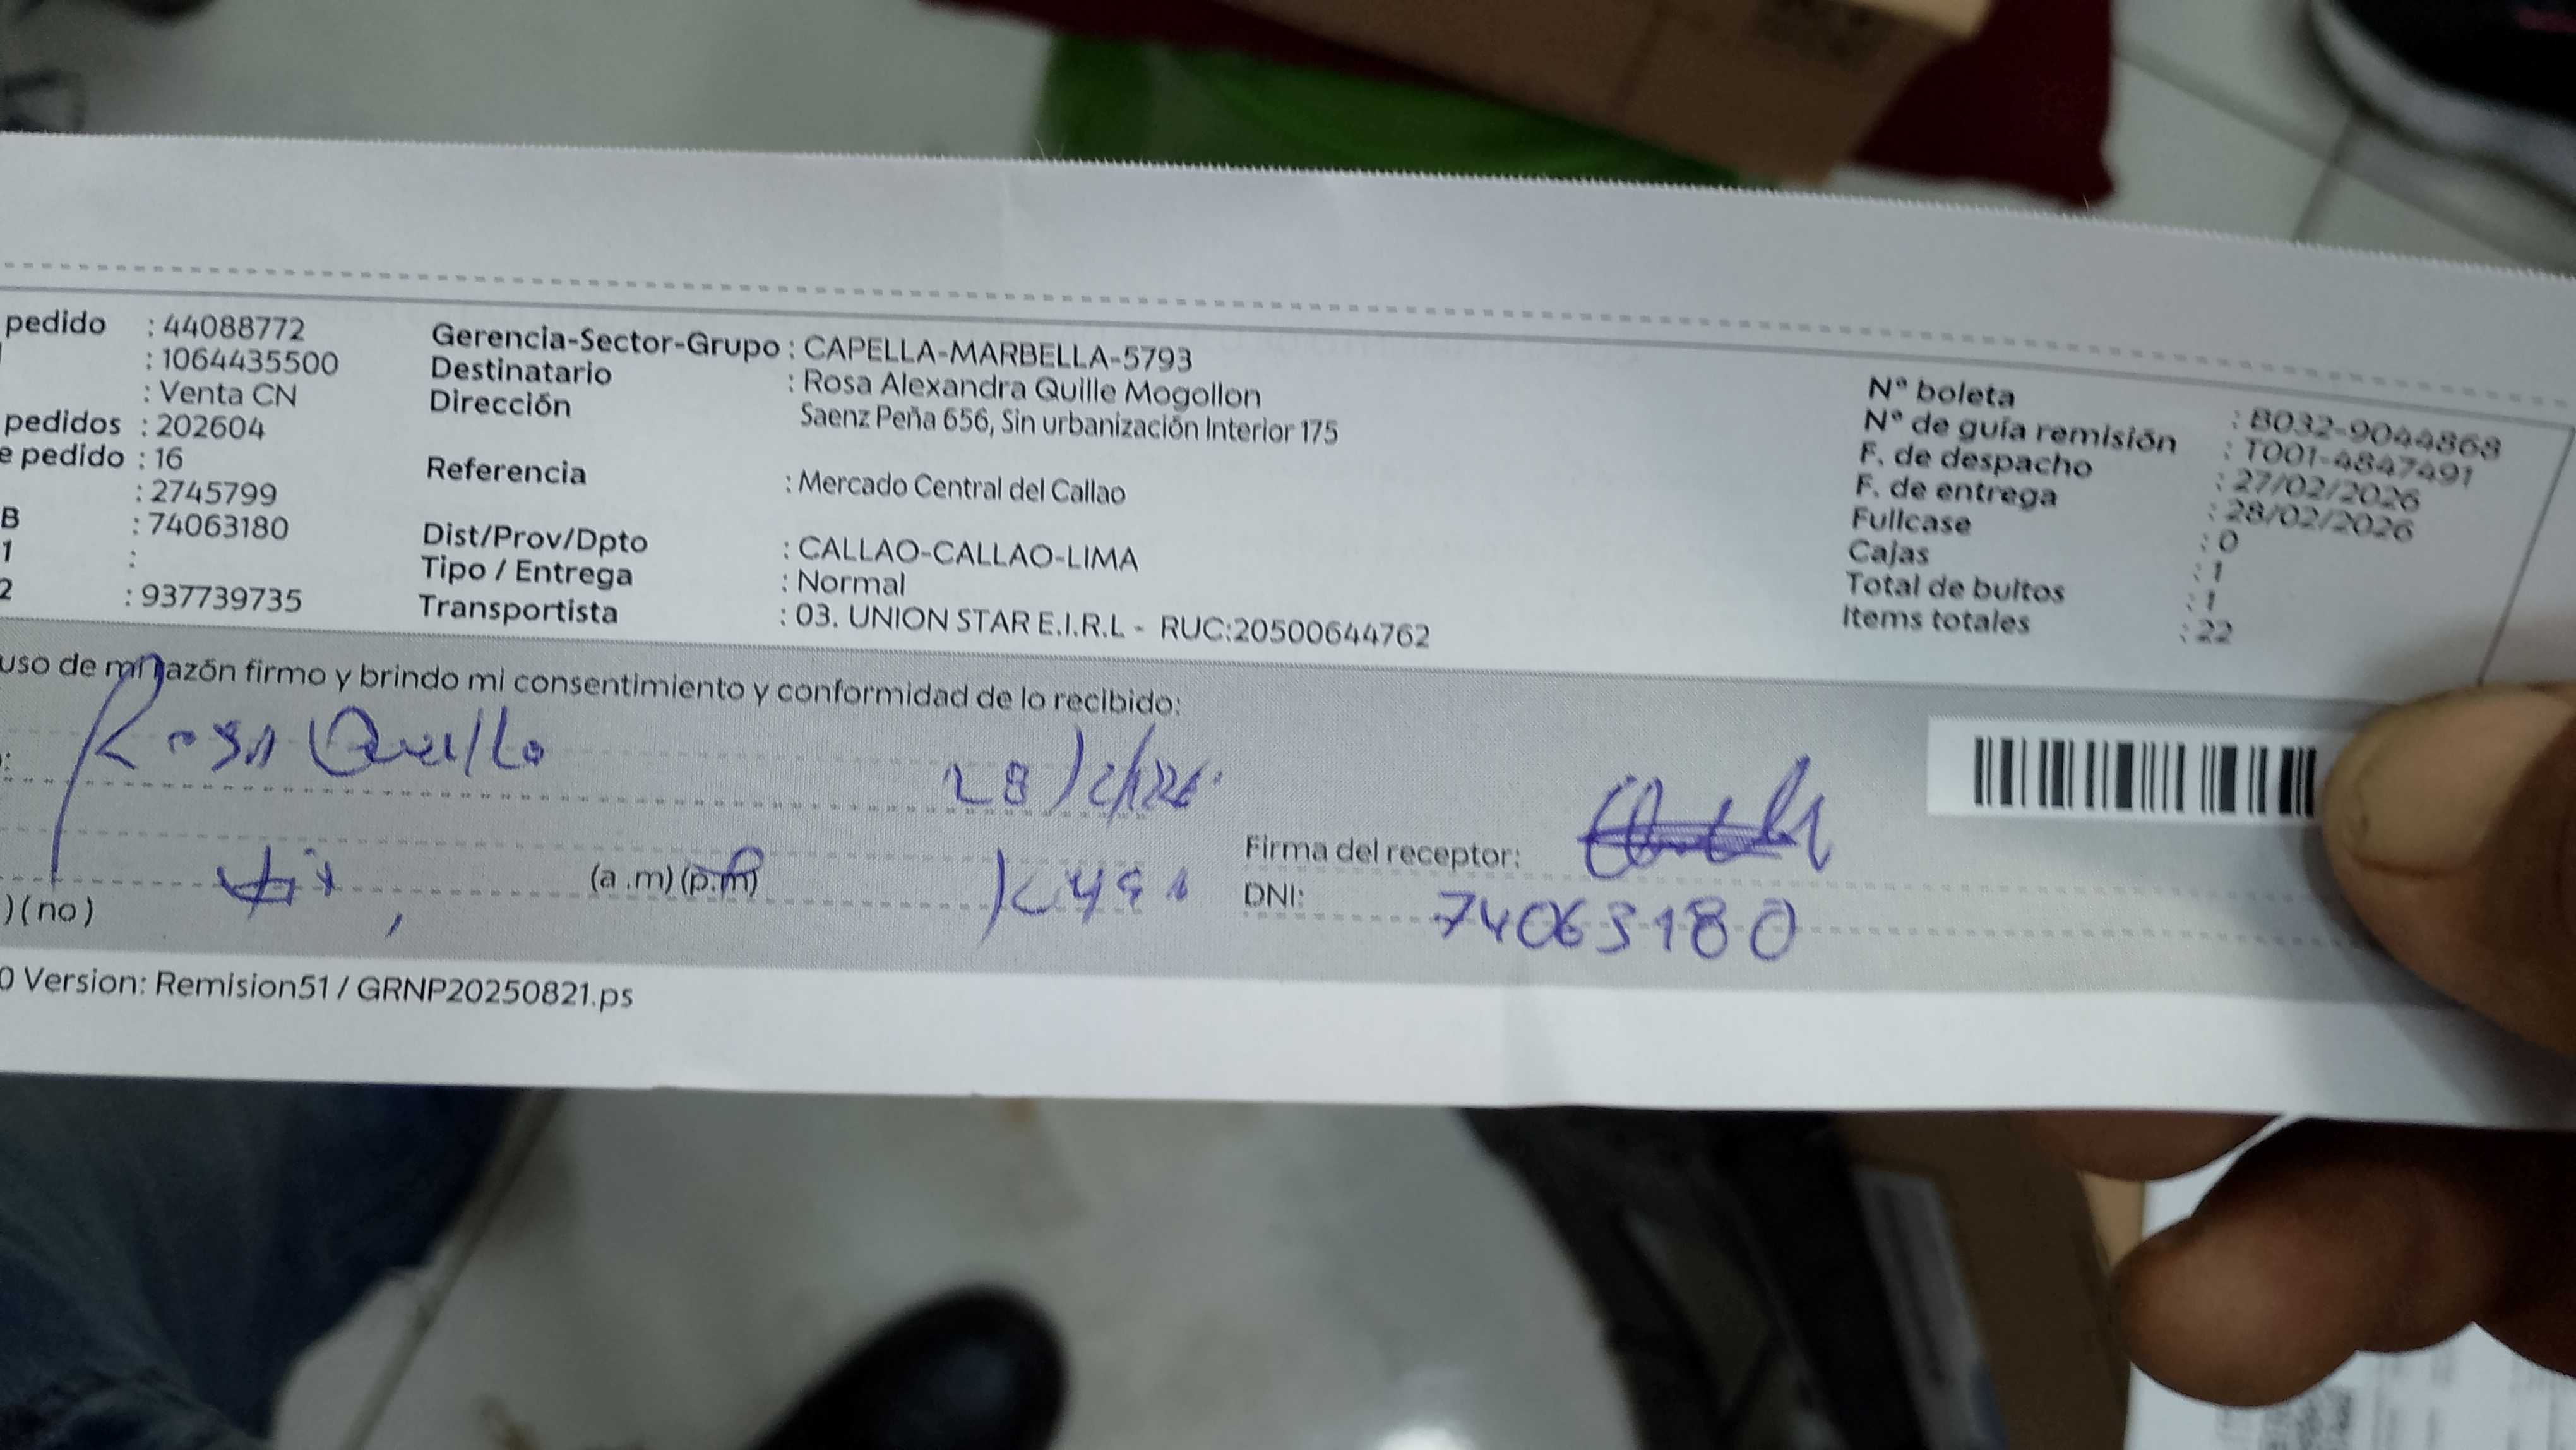 pedido : 44088772
: 1064435500
: Venta CN
pedidos : 202604
e pedido : 16
: 2745799
B : 74063180
1 :
2 : 937739735
Gerencia-Sector-Grupo : CAPELLA-MARBELLA-5793
Destinatario : Rosa Alexandra Quille Mogollon
Dirección Saenz Peña 656, Sin urbanización Interior 175
Referencia : Mercado Central del Callao
Dist/Prov/Dpto : CALLAO-CALLAO-LIMA
Tipo / Entrega : Normal
Transportista : 03. UNION STAR E.I.R.L - RUC:20500644762
Nº boleta : B032-9044868
Nº de guía remisión : T001-4847491
F. de despacho : 27/02/2026
F. de entrega : 28/02/2026
Fullcase : 0
Cajas : 1
Total de bultos : 1
Items totales : 22
uso de mi razón firmo y brindo mi consentimiento y conformidad de lo recibido:
Rosa
28
Firma del receptor:
(a.m) (p.m)
DNI: 74063180
) (no)
0 Version: Remision51 / GRNP20250821.ps